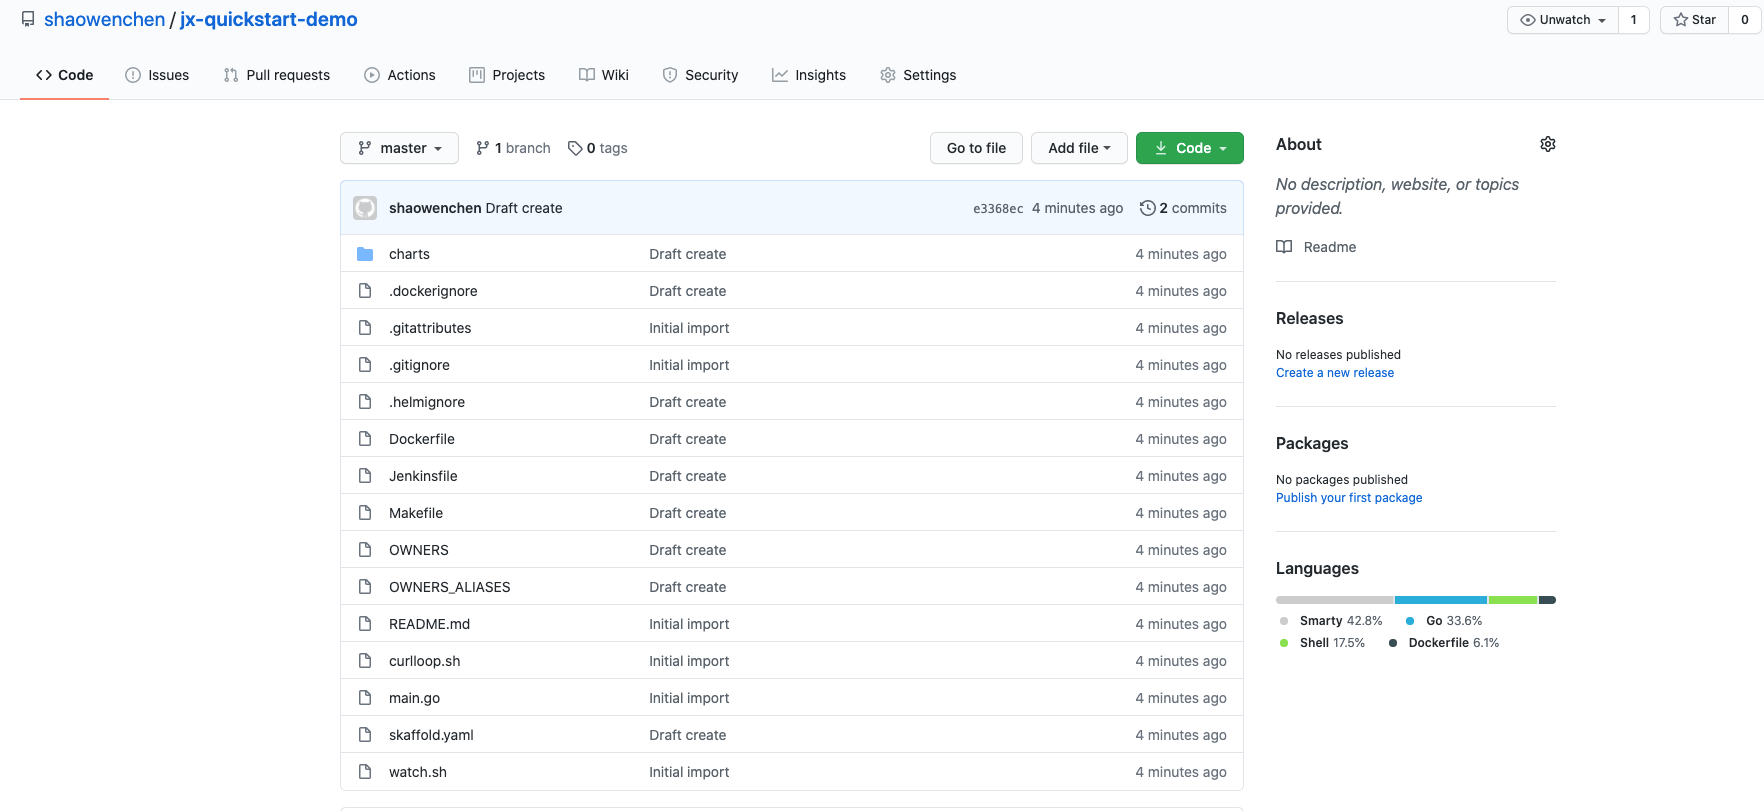 shaowenchen / jx-quickstart-demo
Unwatch 1 Star 0
Code Issues Pull requests Actions Projects Wiki Security Insights Settings
master 1 branch 0 tags Go to file Add file Code
shaowenchen Draft create e3368ec 4 minutes ago 2 commits
charts Draft create 4 minutes ago
.dockerignore Draft create 4 minutes ago
.gitattributes Initial import 4 minutes ago
.gitignore Initial import 4 minutes ago
.helmignore Draft create 4 minutes ago
Dockerfile Draft create 4 minutes ago
Jenkinsfile Draft create 4 minutes ago
Makefile Draft create 4 minutes ago
OWNERS Draft create 4 minutes ago
OWNERS_ALIASES Draft create 4 minutes ago
README.md Initial import 4 minutes ago
curlloop.sh Initial import 4 minutes ago
main.go Initial import 4 minutes ago
skaffold.yaml Draft create 4 minutes ago
watch.sh Initial import 4 minutes ago
About
No description, website, or topics
provided.
Readme
Releases
No releases published
Create a new release
Packages
No packages published
Publish your first package
Languages
Smarty 42.8% Go 33.6%
Shell 17.5% Dockerfile 6.1%